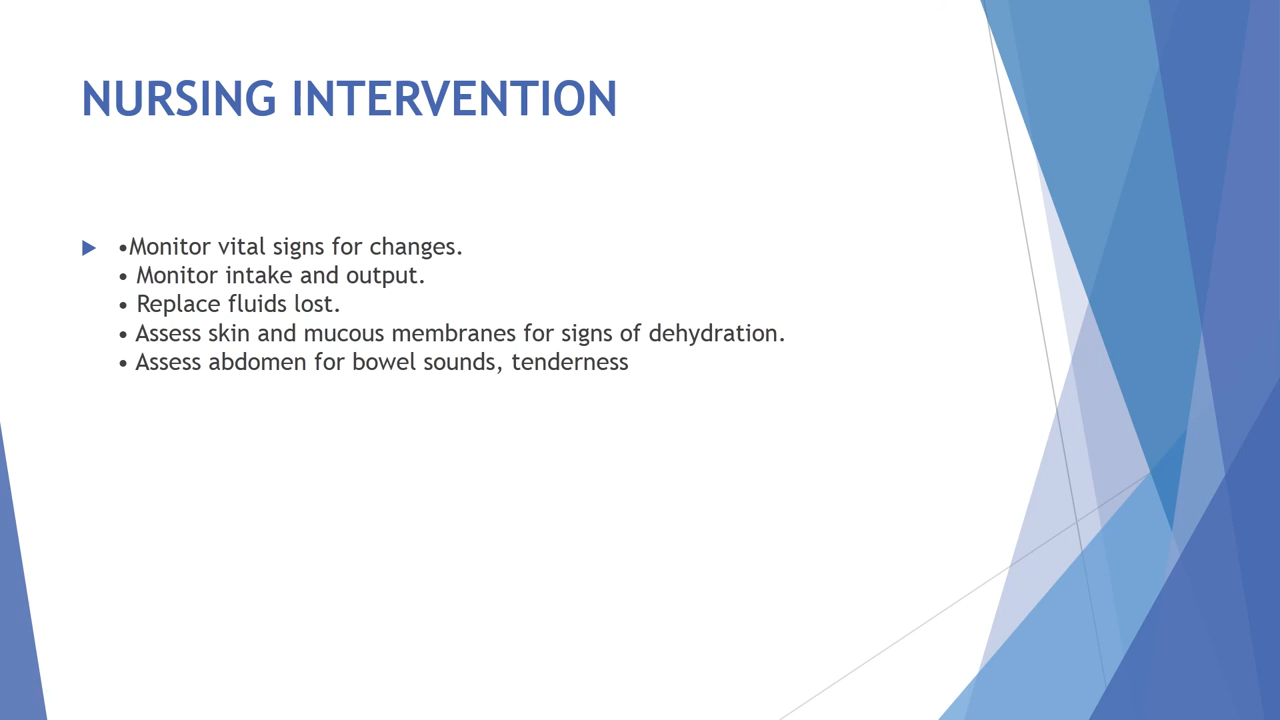 NURSING INTERVENTION
•Monitor vital signs for changes.
• Monitor intake and output.
• Replace fluids lost.
• Assess skin and mucous membranes for signs of dehydration.
• Assess abdomen for bowel sounds, tenderness